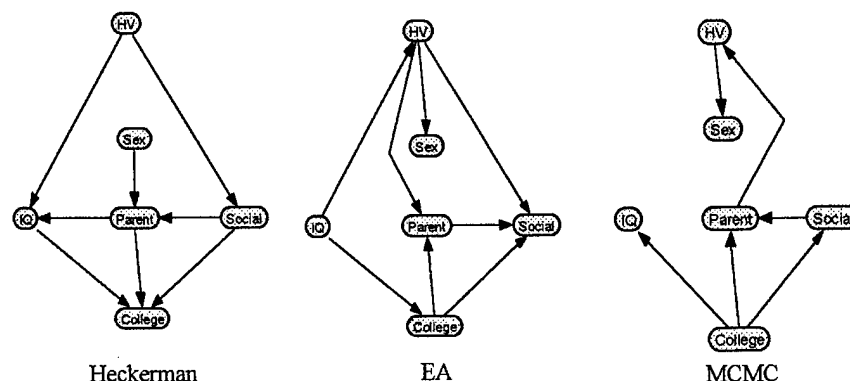 HV
Sex
IQ
Parent
Social
College
Heckerman
HV
Sex
IQ
Parent
Social
College
EA
HV
Sex
IQ
Parent
Social
College
MCMC